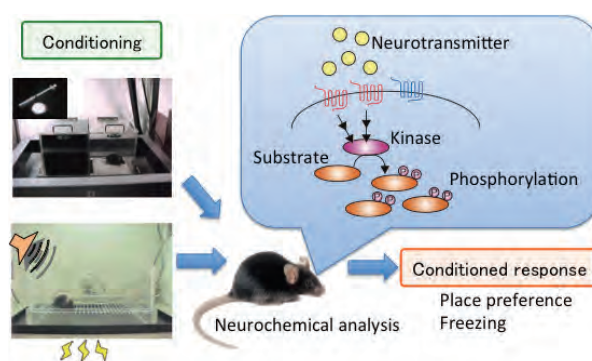 Conditioning
Neurotransmitter
Kinase
Substrate
Phosphorylation
P P
P P
P P
Neurochemical analysis
Conditioned response
Place preference
Freezing